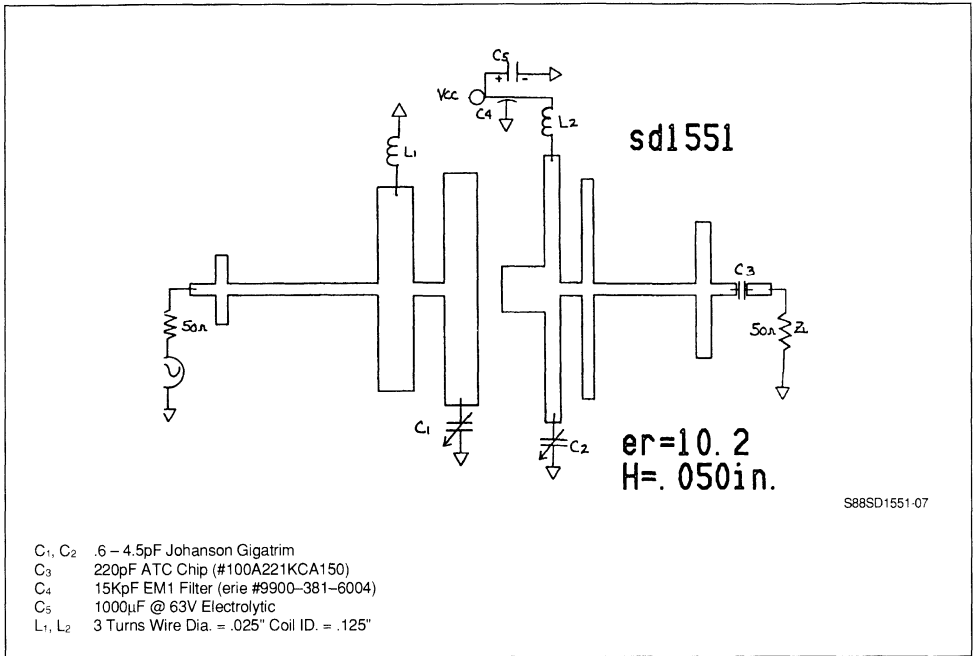 C5
+ -
Vcc
C4
L2
sd1551
L1
C3
50Ω
50Ω ZL
C1
C2
er=10.2
H=.050in.
S88SD1551-07
C1, C2 .6 – 4.5pF Johanson Gigatrim
C3 220pF ATC Chip (#100A221KCA150)
C4 15KpF EM1 Filter (erie #9900–381–6004)
C5 1000µF @ 63V Electrolytic
L1, L2 3 Turns Wire Dia. = .025" Coil ID. = .125"